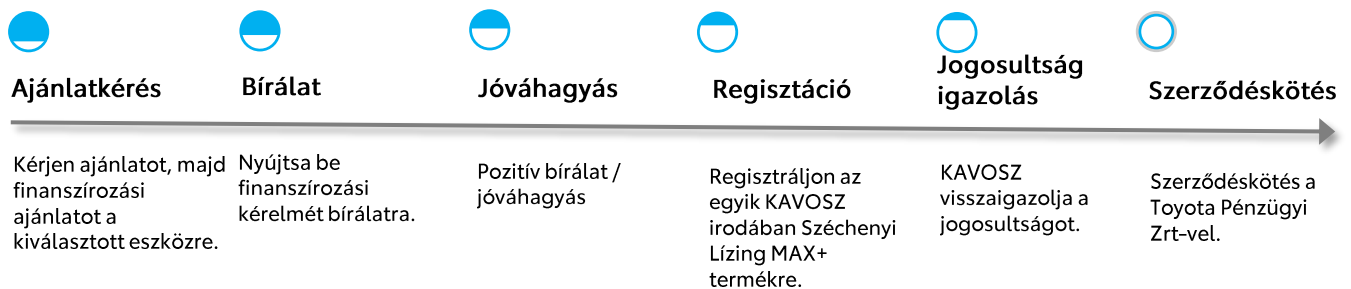 Ajánlatkérés
Bírálat
Jóváhagyás
Regisztáció
Jogosultság
igazolás
Szerződéskötés
Kérjen ajánlatot, majd
finanszírozási
ajánlatot a
kiválasztott eszközre.
Nyújtsa be
finanszírozási
kérelmét bírálatra.
Pozitív bírálat /
jóváhagyás
Regisztráljon az
egyik KAVOSZ
irodában Széchenyi
Lízing MAX+
termékre.
KAVOSZ
visszaigazolja a
jogosultságot.
Szerződéskötés a
Toyota Pénzügyi
Zrt-vel.